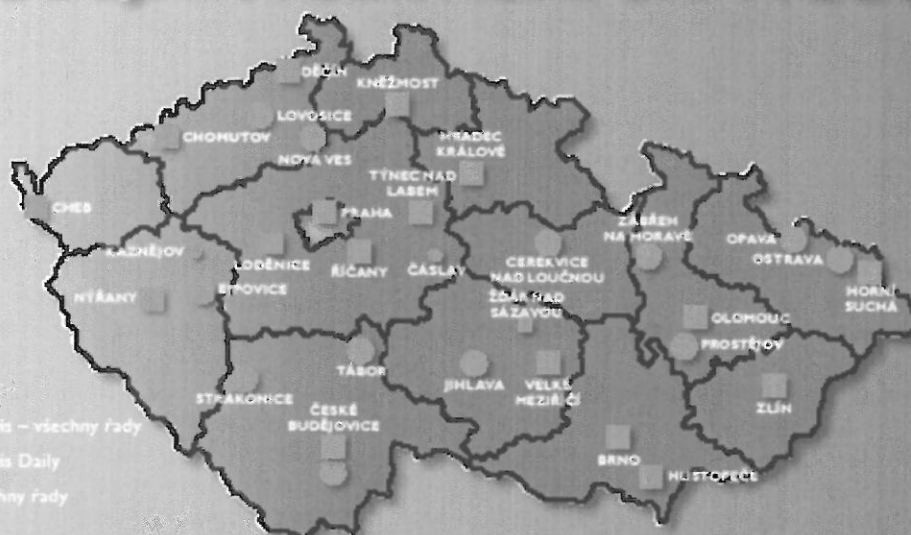 DĚČÍN
KNĚŽMOST
LOVOSICE
CHOMUTOV
NOVA VES
HRADEC
KRÁLOVÉ
TÝNEC NAD
LABEM
CHEB
PRAHA
ZÁBŘEH
NA MORAVĚ
OPAVA
OSTRAVA
KAZNĚJOV
LODĚNICE
ŘÍČANY
ČÁSLAV
CEREKVICE
NAD LOUČNOU
HORNÍ
SUCHÁ
NÝŘANY
EJPOVICE
ŽĎÁR NAD
SÁZAVOU
OLOMOUC
PROSTĚJOV
TÁBOR
JIHLAVA
VELKÉ
MEZIŘÍČÍ
STRAKONICE
ČESKÉ
BUDĚJOVICE
ZLÍN
is – všechny řady
BRNO
is Daily
HUSTOPEČE
hny řady